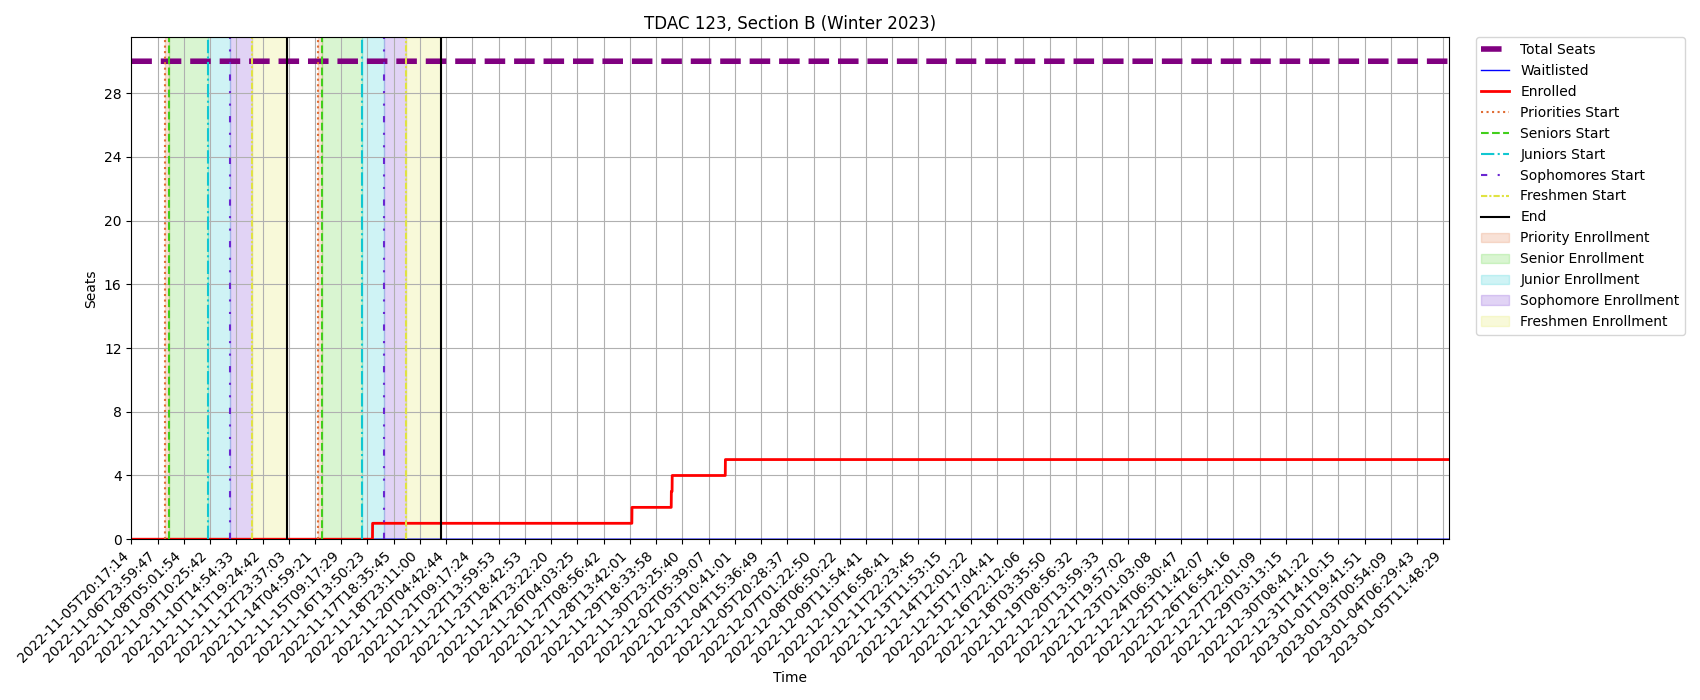 TDAC 123, Section B (Winter 2023)
Seats
28
24
20
16
12
8
4
0
2022-11-05T20:17:14
2022-11-06T23:59:47
2022-11-08T05:01:54
2022-11-09T10:25:42
2022-11-10T14:54:33
2022-11-11T19:24:42
2022-11-12T23:37:03
2022-11-14T04:59:21
2022-11-15T09:17:29
2022-11-16T13:50:23
2022-11-17T18:35:45
2022-11-18T23:11:00
2022-11-20T04:42:44
2022-11-21T09:17:24
2022-11-22T13:59:53
2022-11-23T18:42:53
2022-11-24T23:22:20
2022-11-26T04:03:25
2022-11-27T08:56:42
2022-11-28T13:42:01
2022-11-29T18:33:58
2022-11-30T23:25:40
2022-12-02T05:39:07
2022-12-03T10:41:01
2022-12-04T15:36:49
2022-12-05T20:28:37
2022-12-07T01:22:50
2022-12-08T06:50:22
2022-12-09T11:54:41
2022-12-10T16:58:41
2022-12-11T22:23:45
2022-12-13T11:53:15
2022-12-14T12:01:22
2022-12-15T17:04:41
2022-12-16T22:12:06
2022-12-18T03:35:50
2022-12-19T08:56:32
2022-12-20T13:59:33
2022-12-21T19:57:02
2022-12-23T01:03:08
2022-12-24T06:30:47
2022-12-25T11:42:07
2022-12-26T16:54:16
2022-12-27T22:01:09
2022-12-29T03:13:15
2022-12-30T08:41:22
2022-12-31T14:10:15
2023-01-01T19:41:51
2023-01-03T00:54:09
2023-01-04T06:29:43
2023-01-05T11:48:29
Time
Total Seats
Waitlisted
Enrolled
Priorities Start
Seniors Start
Juniors Start
Sophomores Start
Freshmen Start
End
Priority Enrollment
Senior Enrollment
Junior Enrollment
Sophomore Enrollment
Freshmen Enrollment